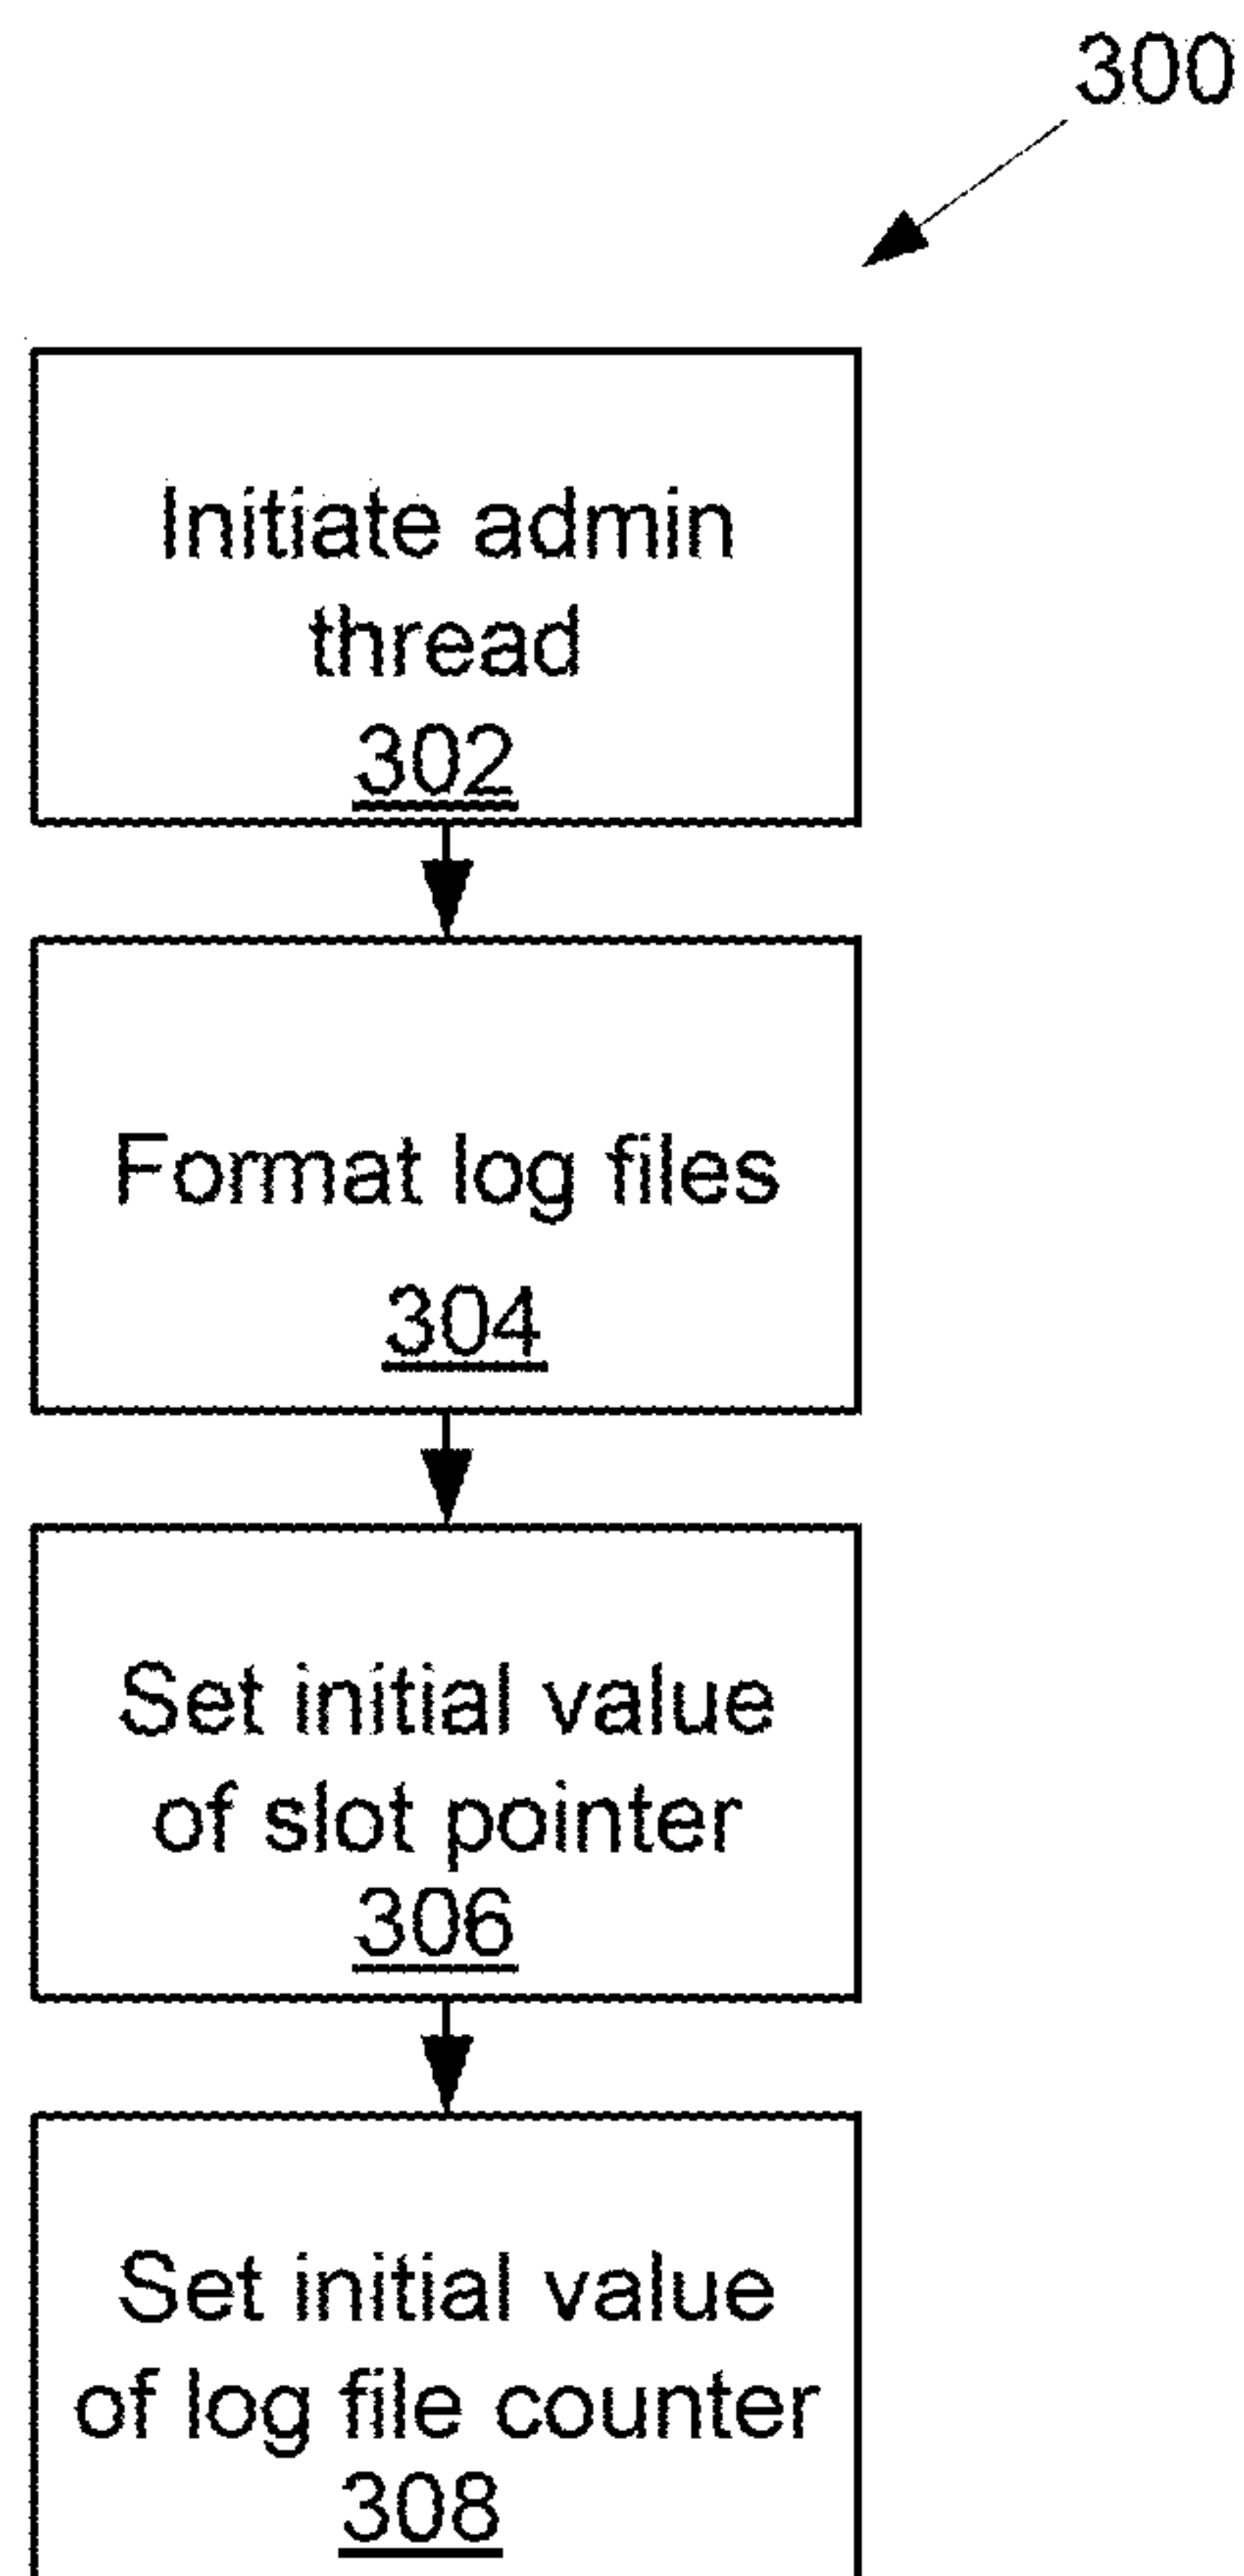 300
Initiate admin
thread
302
Format log files
304
Set initial value
of slot pointer
306
Set initial value
of log file counter
308